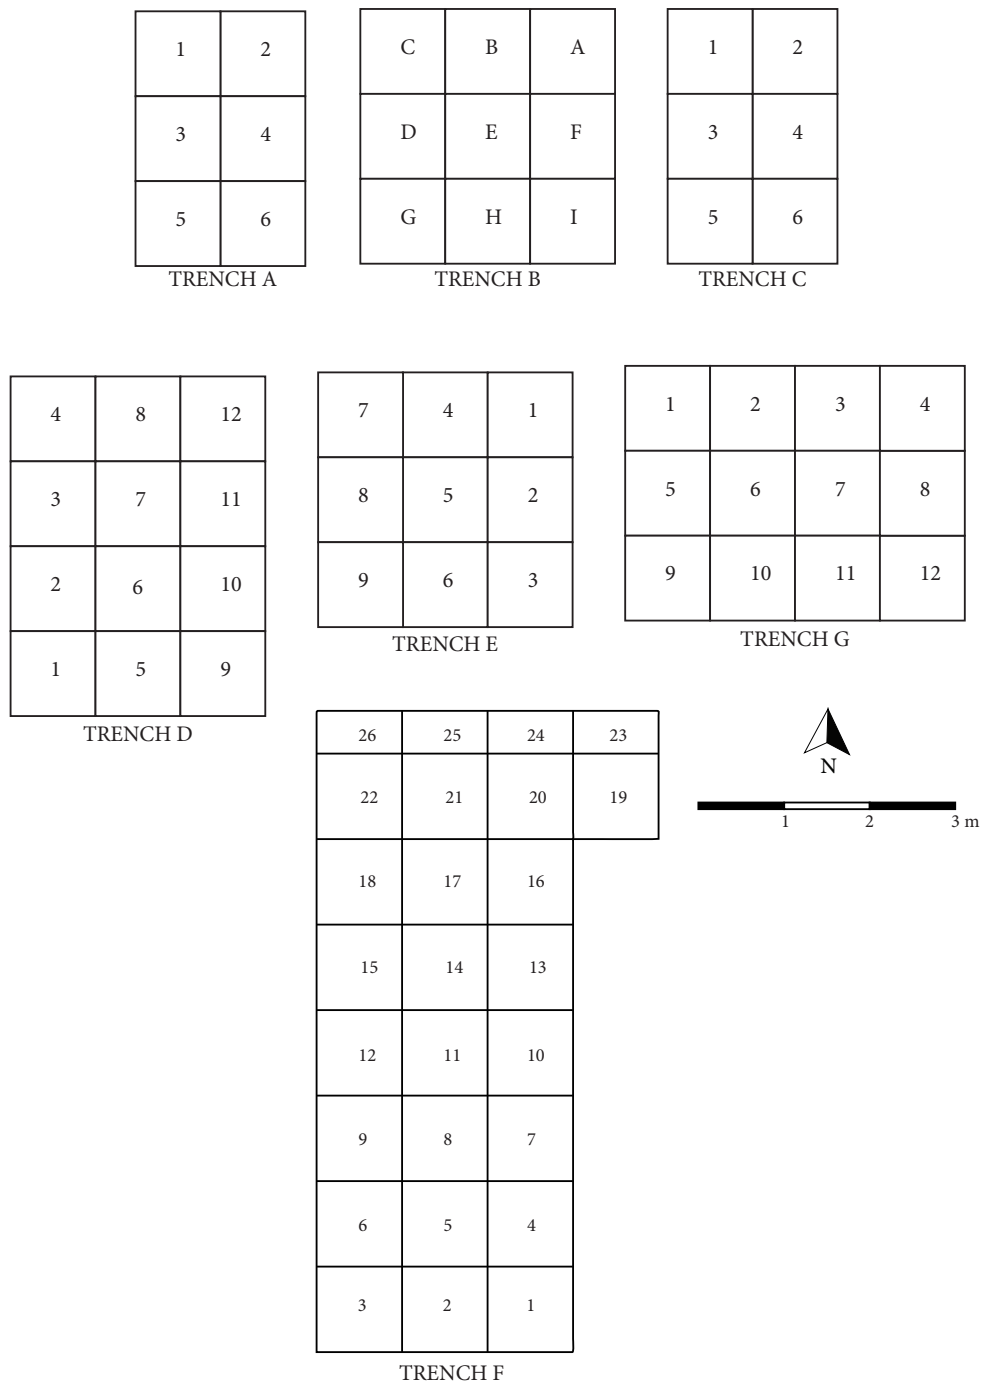 1 2
3 4
5 6
TRENCH A
C B A
D E F
G H I
TRENCH B
1 2
3 4
5 6
TRENCH C
4 8 12
3 7 11
2 6 10
1 5 9
TRENCH D
7 4 1
8 5 2
9 6 3
TRENCH E
1 2 3 4
5 6 7 8
9 10 11 12
TRENCH G
26 25 24 23
22 21 20 19
18 17 16
15 14 13
12 11 10
9 8 7
6 5 4
3 2 1
TRENCH F
N
1 2 3 m